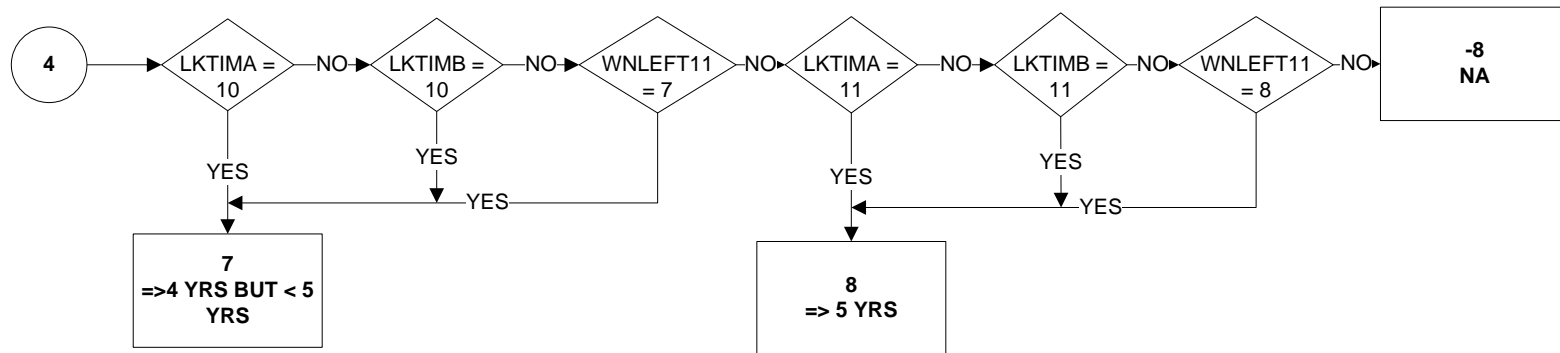 4
LKTIMA =
10
NO
LKTIMB =
10
NO
WNLEFT11
= 7
NO
LKTIMA =
11
NO
LKTIMB =
11
NO
WNLEFT11
= 8
NO
-8
NA
YES
YES
YES
YES
YES
YES
7
=>4 YRS BUT < 5
YRS
8
=> 5 YRS